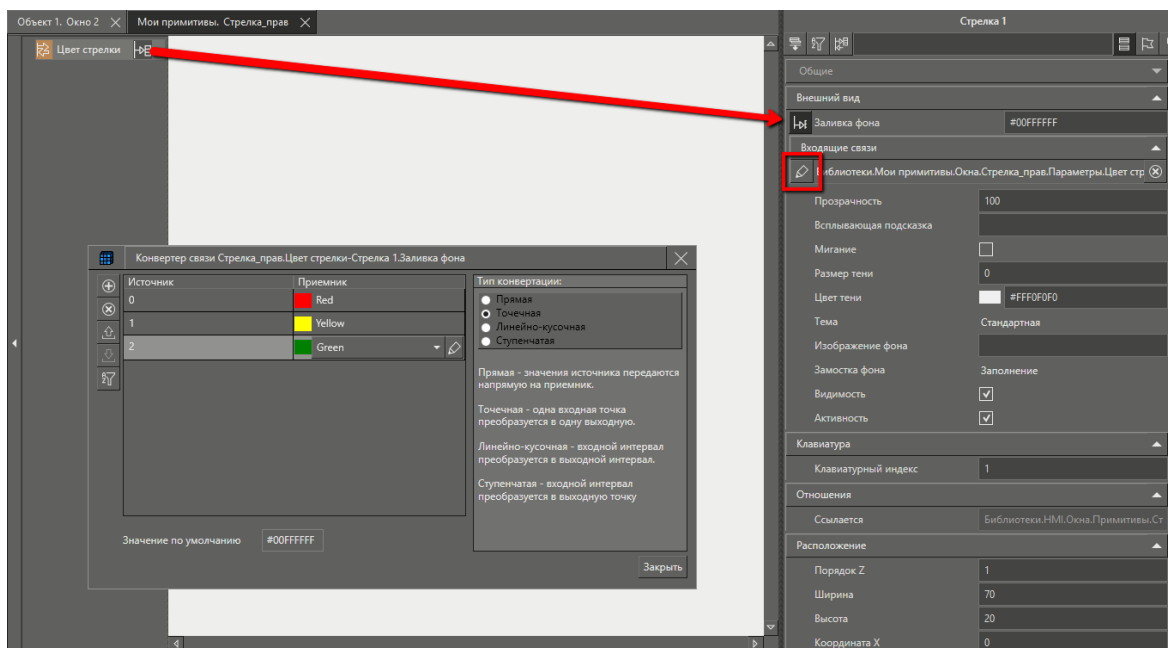 Объект 1. Окно 2
Мои примитивы. Стрелка_прав
Стрелка 1
Цвет стрелки
Общие
Внешний вид
Заливка фона
#00FFFFFF
Входящие связи
Библиотеки.Мои примитивы.Окна.Стрелка_прав.Параметры.Цвет стр
Прозрачность
100
Всплывающая подсказка
Мигание
Размер тени
0
Цвет тени
#FFF0F0F0
Тема
Стандартная
Изображение фона
Замостка фона
Заполнение
Видимость
Активность
Клавиатура
Клавиатурный индекс
1
Отношения
Ссылается
Библиотеки.HMI.Окна.Примитивы.Ст
Расположение
Порядок Z
1
Ширина
70
Высота
20
Координата X
0
Конвертер связи Стрелка_прав.Цвет стрелки-Стрелка 1.Заливка фона
Источник
Приемник
0
Red
1
Yellow
2
Green
Значение по умолчанию
#00FFFFFF
Тип конвертации:
Прямая
Точечная
Линейно-кусочная
Ступенчатая
Прямая - значения источника передаются
напрямую на приемник.
Точечная - одна входная точка
преобразуется в одну выходную.
Линейно-кусочная - входной интервал
преобразуется в выходной интервал.
Ступенчатая - входной интервал
преобразуется в выходную точку
Закрыть